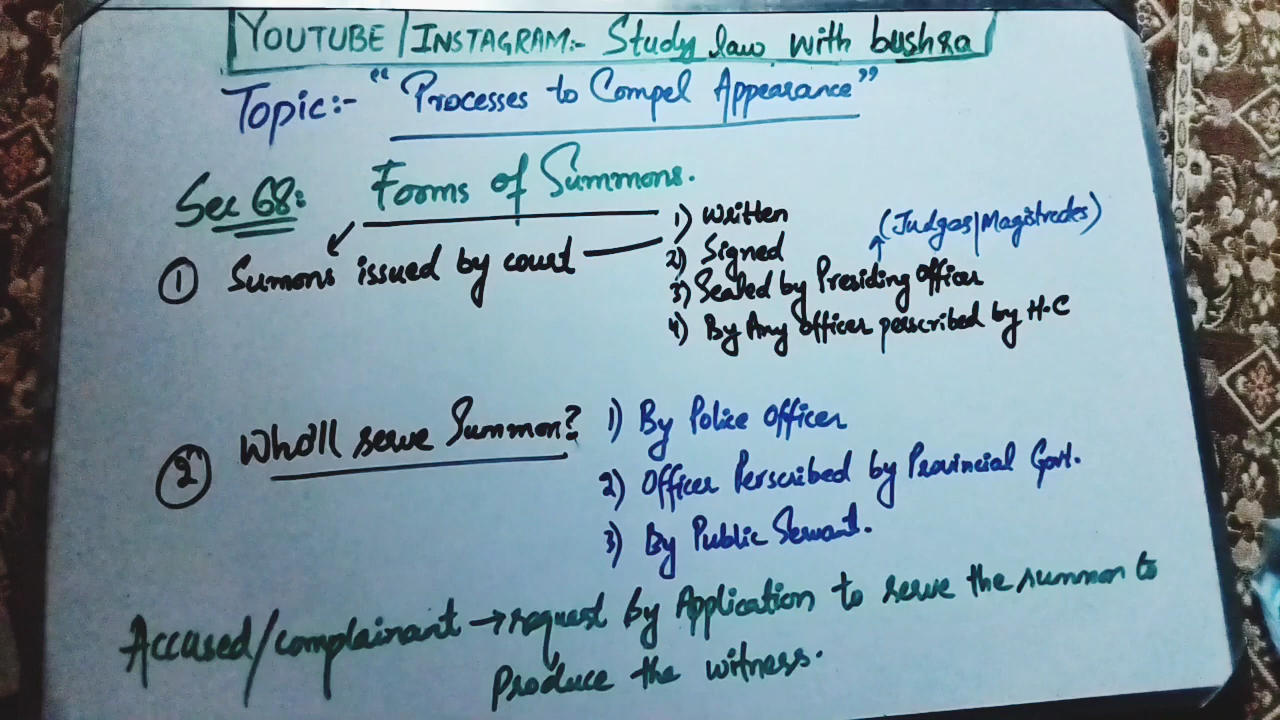 YOUTUBE/INSTAGRAM:- Study law with bushra
Topic:- "Processes to Compel Appearance"
Sec 68: Forms of Summons.
① Sumons issued by court
1) Written
2) Signed
(Judges/Magistrates)
3) Sealed by Presiding Officer
4) By Any officer perscribed by H.C
② Who'll serve Summon?
1) By Police Officer
2) Officer Perscribed by Provincial Govt.
3) By Public Servant.
Accused/complainant → request by Application to serve the summon to
Produce the witness.